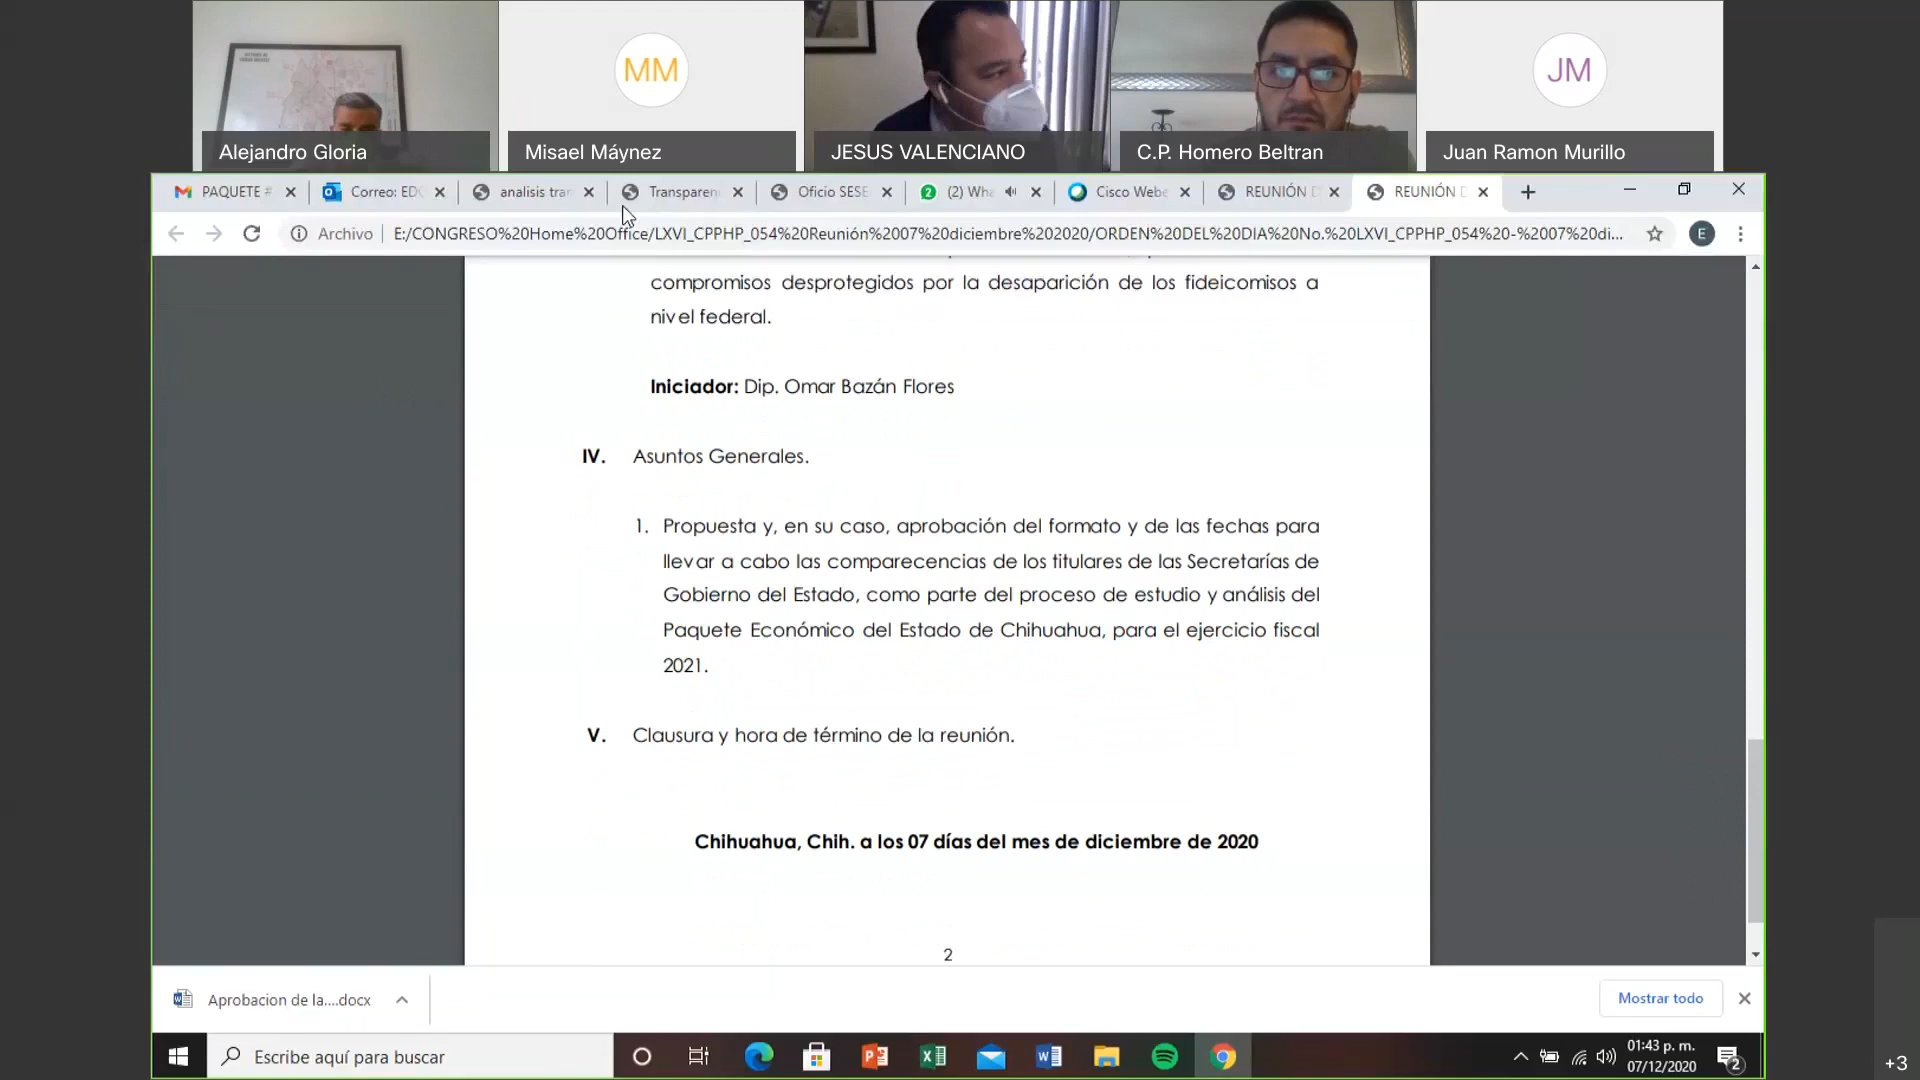 MM
JM
Alejandro Gloria
Misael Máynez
JESUS VALENCIANO
C.P. Homero Beltran
Juan Ramon Murillo
PAQUETE #
Correo: EDG
analisis tran
Transparen
Oficio SESE
2
(2) Wha
Cisco Webe
REUNIÓN D
REUNIÓN D
Archivo
E:/CONGRESO%20Home%20Office/LXVI_CPPHP_054%20Reunión%2007%20diciembre%202020/ORDEN%20DEL%20DIA%20No.%20LXVI_CPPHP_054%20-%2007%20di...
E
compromisos desprotegidos por la desaparición de los fideicomisos a
nivel federal.
Iniciador: Dip. Omar Bazán Flores
IV. Asuntos Generales.
1. Propuesta y, en su caso, aprobación del formato y de las fechas para
llevar a cabo las comparecencias de los titulares de las Secretarías de
Gobierno del Estado, como parte del proceso de estudio y análisis del
Paquete Económico del Estado de Chihuahua, para el ejercicio fiscal
2021.
V. Clausura y hora de término de la reunión.
Chihuahua, Chih. a los 07 días del mes de diciembre de 2020
2
Aprobacion de la....docx
Mostrar todo
Escribe aquí para buscar
01:43 p. m.
07/12/2020
2
+3